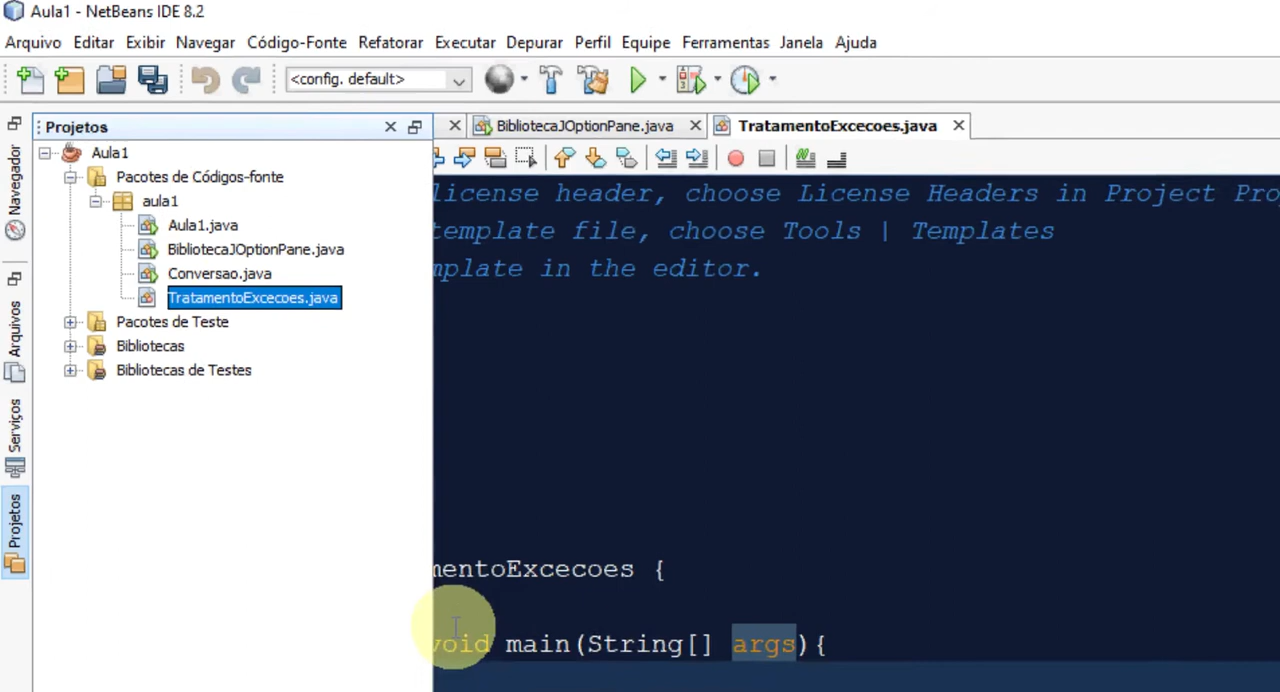 Aula1 - NetBeans IDE 8.2
Arquivo Editar Exibir Navegar Código-Fonte Refatorar Executar Depurar Perfil Equipe Ferramentas Janela Ajuda
<config. default>
Projetos
BibliotecaJOptionPane.java
TratamentoExcecoes.java
Navegador
Arquivos
Serviços
Projetos
Aula1
Pacotes de Códigos-fonte
aula1
Aula1.java
BibliotecaJOptionPane.java
Conversao.java
TratamentoExcecoes.java
Pacotes de Teste
Bibliotecas
Bibliotecas de Testes
license header, choose License Headers in Project Pro
template file, choose Tools | Templates
mplate in the editor.
mentoExcecoes {
void main(String[] args){